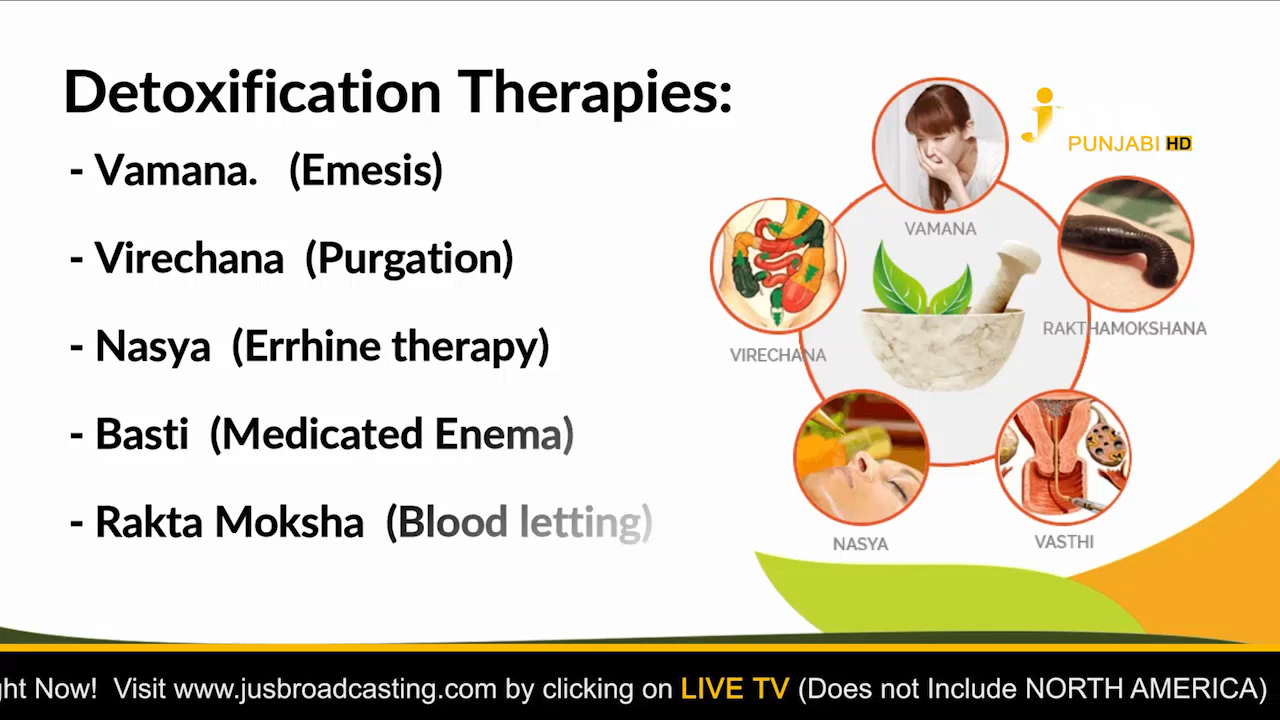 Detoxification Therapies:
- Vamana. (Emesis)
- Virechana (Purgation)
- Nasya (Errhine therapy)
- Basti (Medicated Enema)
- Rakta Moksha (Blood letting)
PUNJABI HD
VAMANA
RAKTHAMOKSHANA
VIRECHANA
NASYA
VASTHI
Now! Visit www.jusbroadcasting.com by clicking on LIVE TV (Does not Include NORTH AMERICA)